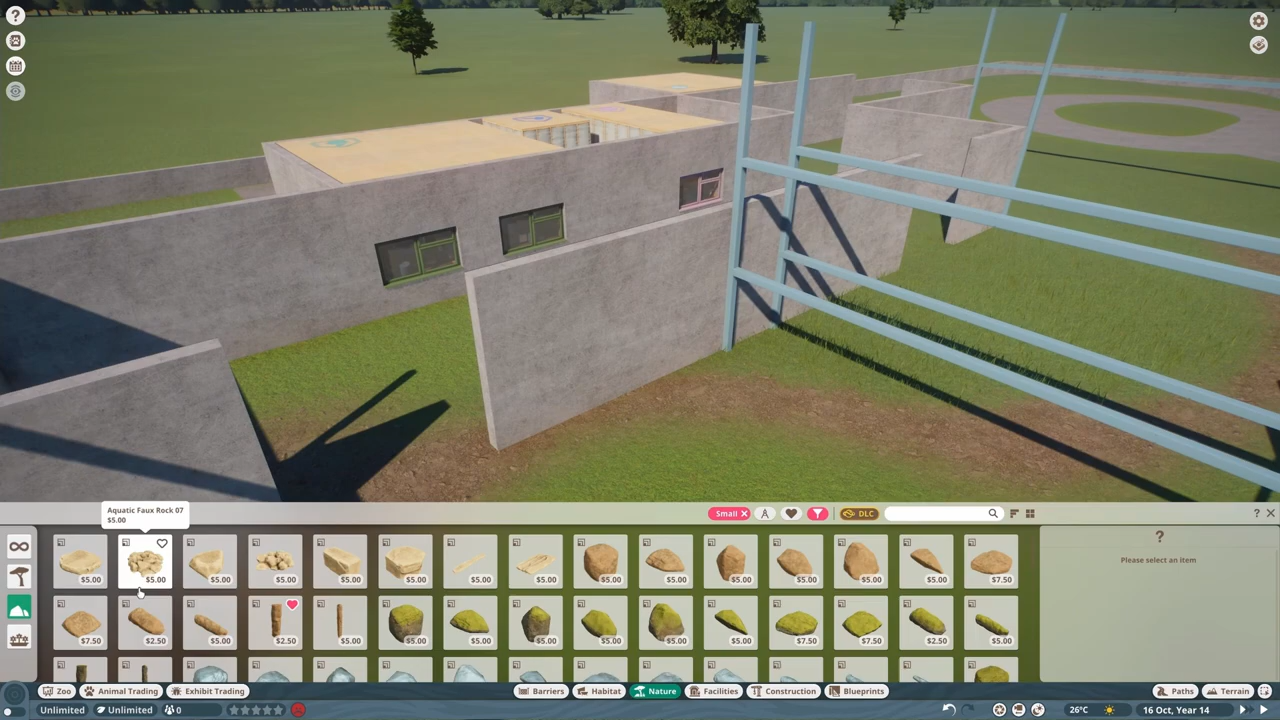 Aquatic Faux Rock 07
$5.00
Small
DLC
$5.00 $5.00 $5.00 $5.00 $5.00 $5.00 $5.00 $5.00 $5.00 $5.00 $5.00 $5.00 $5.00 $5.00 $7.50
Please select an item
$7.50 $2.50 $5.00 $2.50 $5.00 $5.00 $5.00 $5.00 $5.00 $5.00 $5.00 $7.50 $7.50 $2.50 $5.00
Zoo Animal Trading Exhibit Trading Barriers Habitat Nature Facilities Construction Blueprints Paths Terrain
Unlimited Unlimited 0 26°C 16 Oct, Year 14